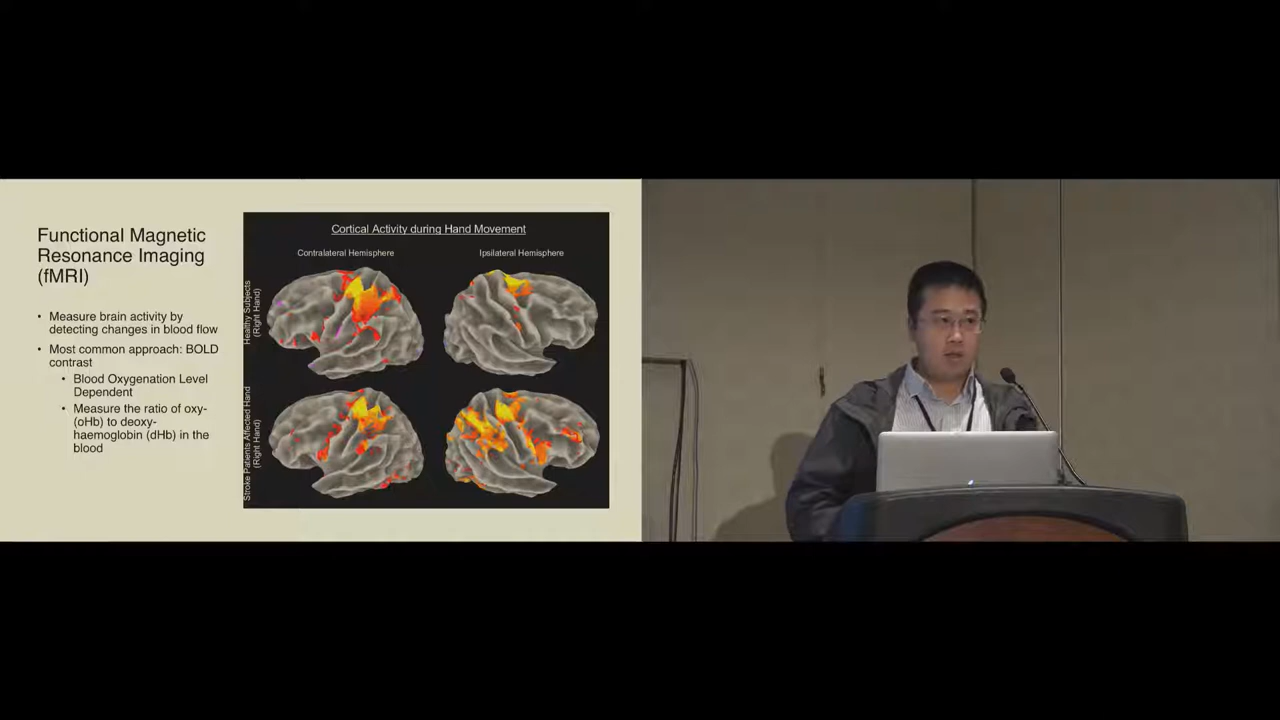 Functional Magnetic
Resonance Imaging
(fMRI)
• Measure brain activity by
detecting changes in blood flow
• Most common approach: BOLD
contrast
• Blood Oxygenation Level
Dependent
• Measure the ratio of oxy-
(oHb) to deoxy-
haemoglobin (dHb) in the
blood
Cortical Activity during Hand Movement
Contralateral Hemisphere
Ipsilateral Hemisphere
Healthy Subjects
(Right Hand)
Stroke Patients Affected Hand
(Right Hand)